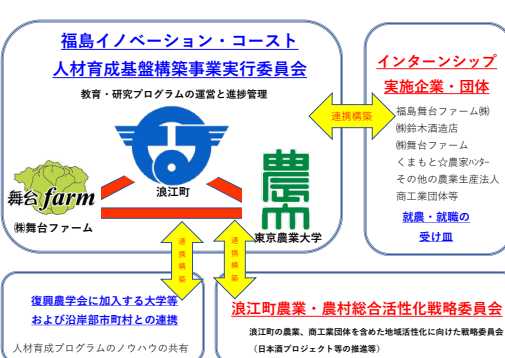 福島イノベーション・コースト
人材育成基盤構築事業実行委員会
教育・研究プログラムの運営と進捗管理
浪江町
舞台farm
㈱舞台ファーム
農大
東京農業大学
連携構築
インターンシップ
実施企業・団体
福島舞台ファーム㈱
㈱鈴木酒造店
㈱舞台ファーム
くまもと☆農家ﾊﾝﾀｰ
その他の農業生産法人
商工業団体等
就農・就職の
受け皿
連携構築
連携構築
復興農学会に加入する大学等
および沿岸部市町村との連携
人材育成プログラムのノウハウの共有
浪江町農業・農村総合活性化戦略委員会
浪江町の農業、商工業団体を含めた地域活性化に向けた戦略委員会
（日本酒プロジェクト等の推進等）